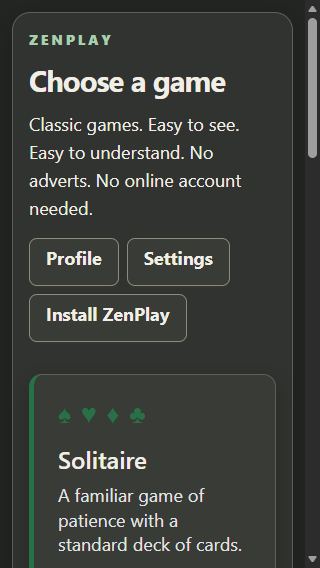 ZENPLAY
Choose a game
Classic games. Easy to see.
Easy to understand. No
adverts. No online account
needed.
Profile
Settings
Install ZenPlay
♠ ♥ ♦ ♣
Solitaire
A familiar game of
patience with a
standard deck of cards.